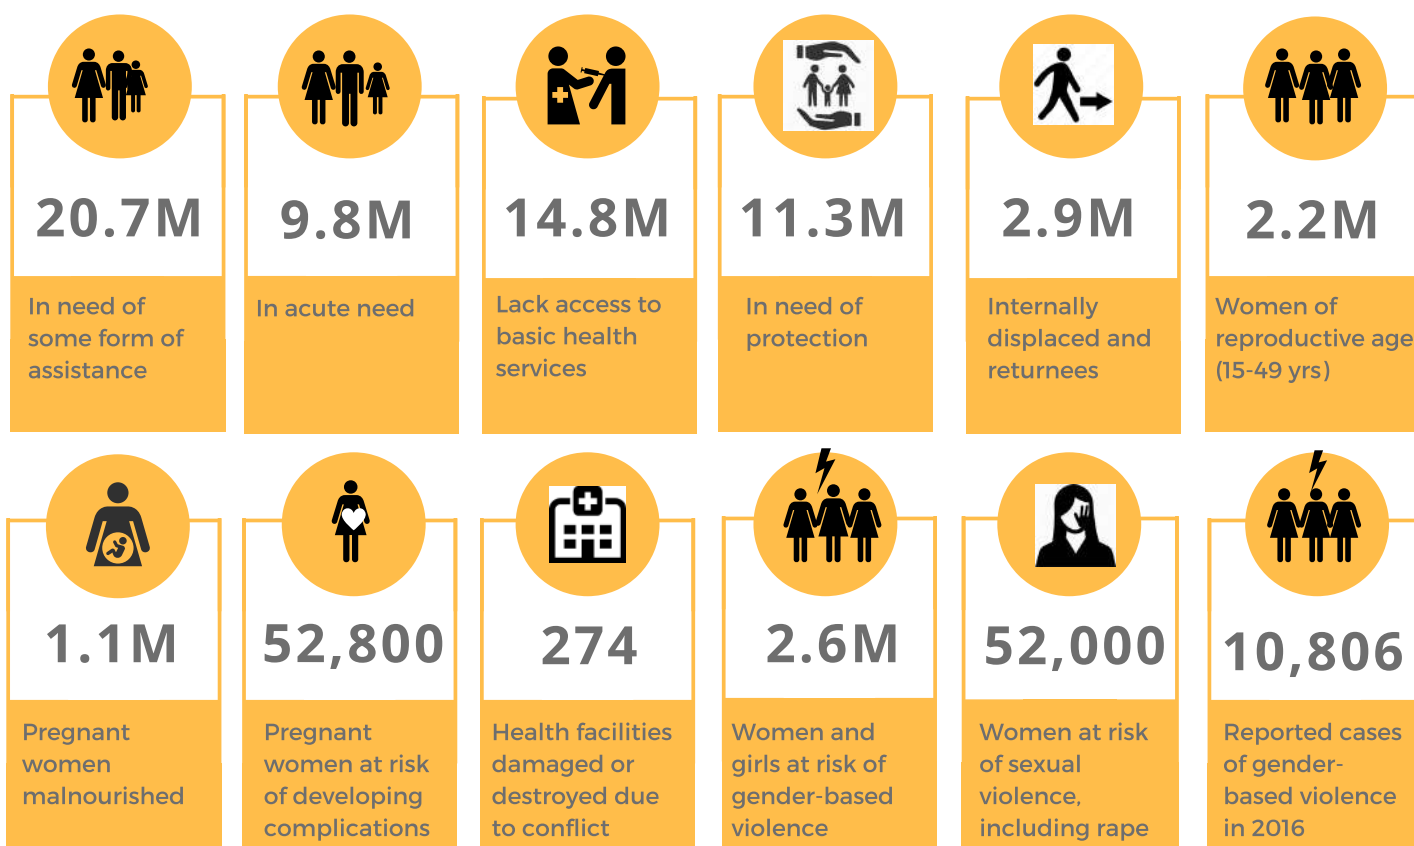 20.7M
In need of
some form of
assistance
9.8M
In acute need
14.8M
Lack access to
basic health
services
11.3M
In need of
protection
2.9M
Internally
displaced and
returnees
2.2M
Women of
reproductive age
(15-49 yrs)
1.1M
Pregnant
women
malnourished
52,800
Pregnant
women at risk
of developing
complications
274
Health facilities
damaged or
destroyed due
to conflict
2.6M
Women and
girls at risk of
gender-based
violence
52,000
Women at risk
of sexual
violence,
including rape
10,806
Reported cases
of gender-
based violence
in 2016